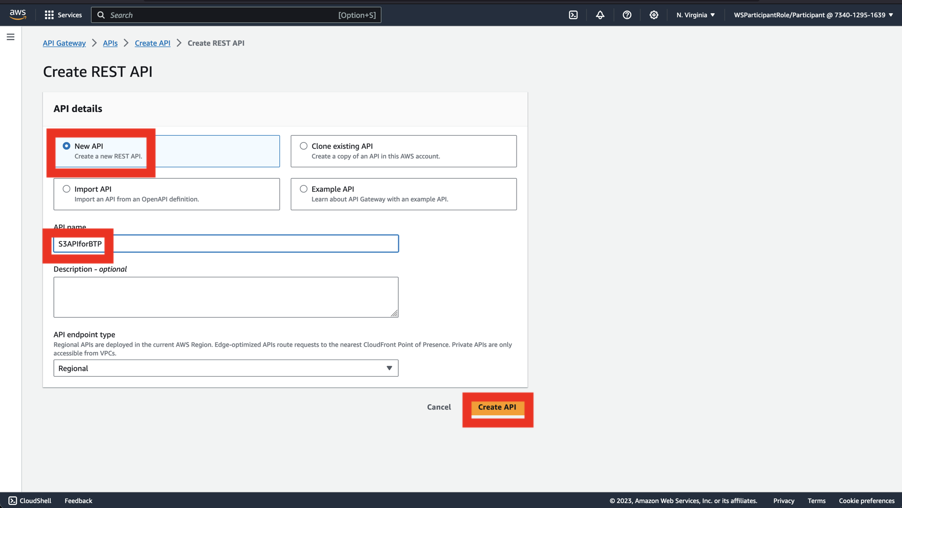 aws Services Search [Option+S] N. Virginia WSParticipantRole/Participant @ 7340-1295-1639
API Gateway > APIs > Create API > Create REST API
Create REST API
API details
New API
Create a new REST API.
Clone existing API
Create a copy of an API in this AWS account.
Import API
Import an API from an OpenAPI definition.
Example API
Learn about API Gateway with an example API.
API name
S3APIforBTP
Description - optional
API endpoint type
Regional APIs are deployed in the current AWS Region. Edge-optimized APIs route requests to the nearest CloudFront Point of Presence. Private APIs are only
accessible from VPCs.
Regional
Cancel Create API
CloudShell Feedback © 2023, Amazon Web Services, Inc. or its affiliates. Privacy Terms Cookie preferences